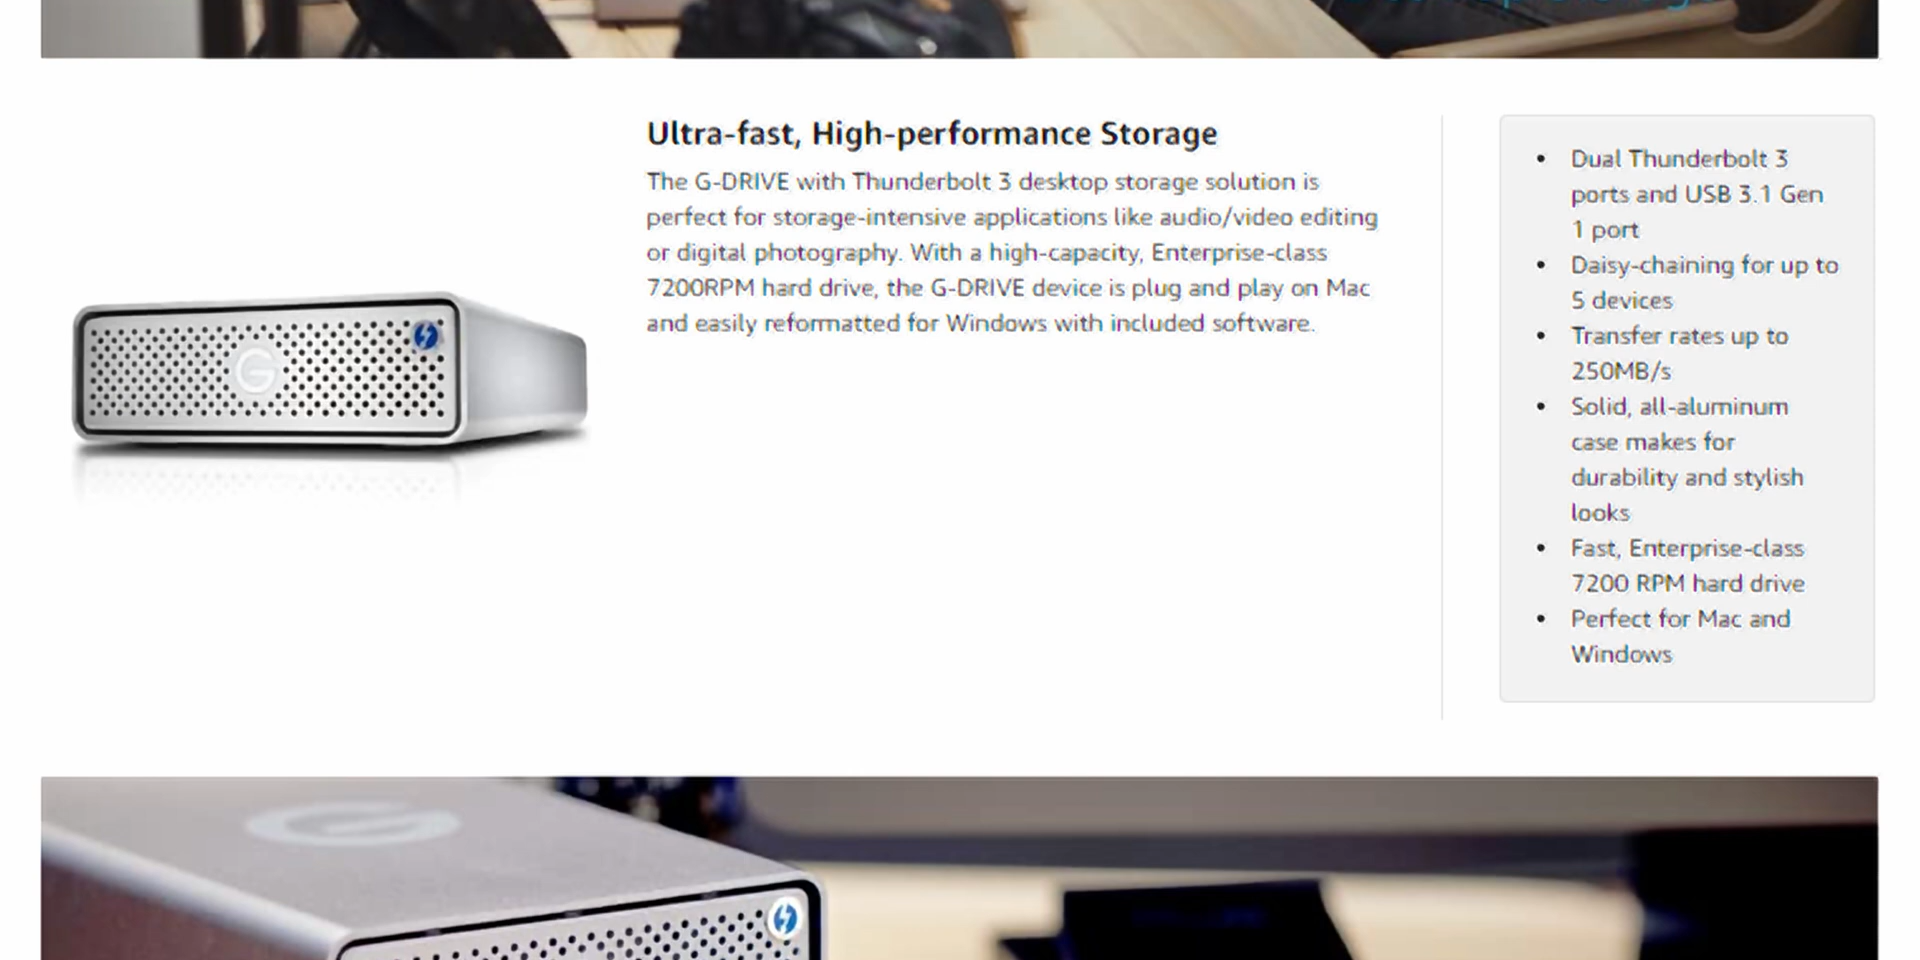 Ultra-fast, High-performance Storage
The G-DRIVE with Thunderbolt 3 desktop storage solution is
perfect for storage-intensive applications like audio/video editing
or digital photography. With a high-capacity, Enterprise-class
7200RPM hard drive, the G-DRIVE device is plug and play on Mac
and easily reformatted for Windows with included software.
• Dual Thunderbolt 3
ports and USB 3.1 Gen
1 port
• Daisy-chaining for up to
5 devices
• Transfer rates up to
250MB/s
• Solid, all-aluminum
case makes for
durability and stylish
looks
• Fast, Enterprise-class
7200 RPM hard drive
• Perfect for Mac and
Windows
G
G